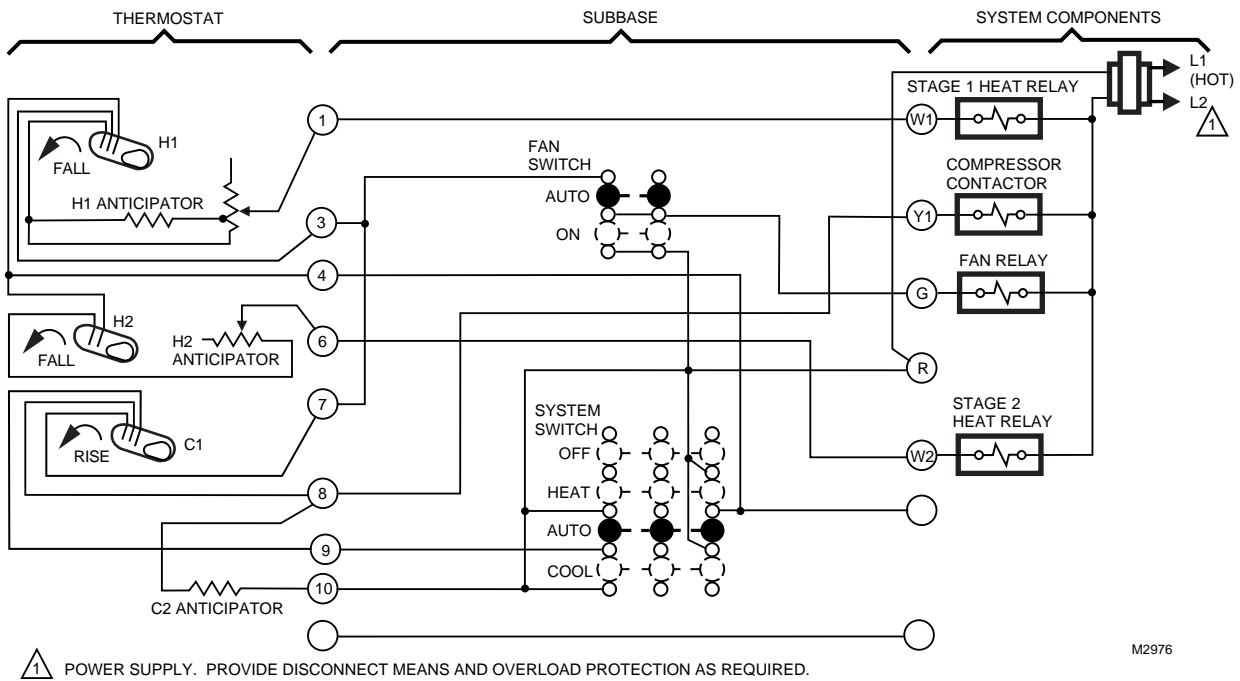 THERMOSTAT
SUBBASE
SYSTEM COMPONENTS
L1
(HOT)
L2
1
STAGE 1 HEAT RELAY
1
W1
H1
FALL
H1 ANTICIPATOR
FAN
SWITCH
AUTO
ON
COMPRESSOR
CONTACTOR
3
Y1
4
FAN RELAY
G
H2
FALL
H2
ANTICIPATOR
6
R
7
C1
RISE
SYSTEM
SWITCH
OFF
HEAT
AUTO
COOL
STAGE 2
HEAT RELAY
W2
8
9
10
C2 ANTICIPATOR
M2976
1 POWER SUPPLY. PROVIDE DISCONNECT MEANS AND OVERLOAD PROTECTION AS REQUIRED.